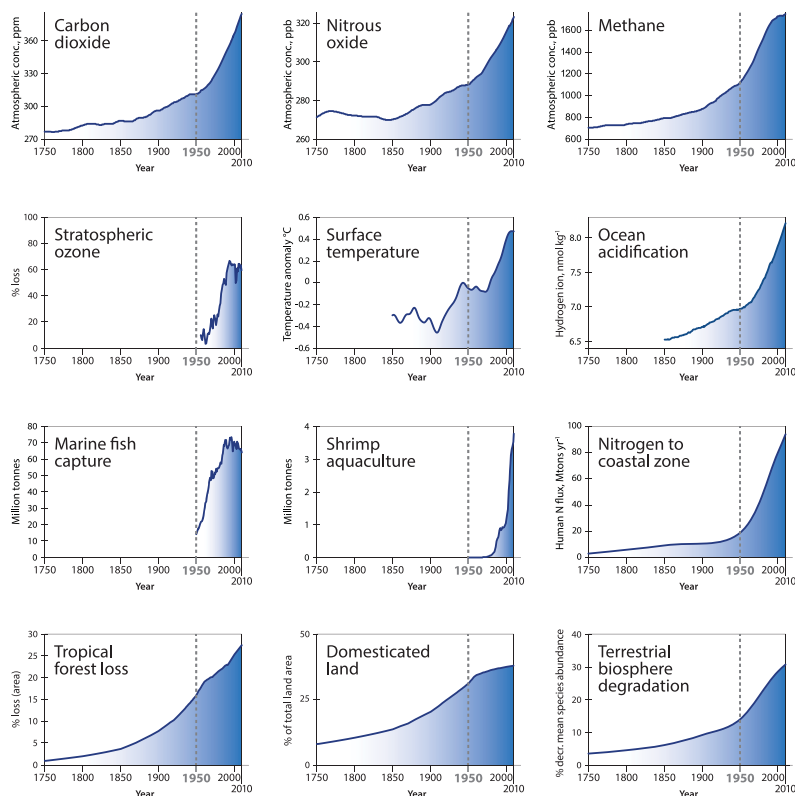 Carbon
dioxide
Atmospheric conc., ppm
360
330
300
270
1750 1800 1850 1900 1950 2000
2010
Year
Nitrous
oxide
Atmospheric conc., ppb
320
300
280
260
1750 1800 1850 1900 1950 2000
2010
Year
Methane
Atmospheric conc., ppb
1600
1400
1200
1000
800
600
1750 1800 1850 1900 1950 2000
2010
Year
Stratospheric
ozone
% loss
100
80
60
40
20
0
1750 1800 1850 1900 1950 2000
2010
Year
Surface
temperature
Temperature anomaly °C
0.6
0.4
0.2
0
–0.2
–0.4
–0.6
1750 1800 1850 1900 1950 2000
2010
Year
Ocean
acidification
Hydrogen ion, nmol kg⁻¹
8.0
7.5
7.0
6.5
1750 1800 1850 1900 1950 2000
2010
Year
Marine fish
capture
Million tonnes
80
70
60
50
40
30
20
10
0
1750 1800 1850 1900 1950 2000
2010
Year
Shrimp
aquaculture
Million tonnes
4
3
2
1
0
1750 1800 1850 1900 1950 2000
2010
Year
Nitrogen to
coastal zone
Human N flux, Mtons yr⁻¹
100
80
60
40
20
0
1750 1800 1850 1900 1950 2000
2010
Year
Tropical
forest loss
% loss (area)
30
25
20
15
10
5
0
1750 1800 1850 1900 1950 2000
2010
Year
Domesticated
land
% of total land area
50
25
0
1750 1800 1850 1900 1950 2000
2010
Year
Terrestrial
biosphere
degradation
% decr. mean species abundance
40
30
20
10
0
1750 1800 1850 1900 1950 2000
2010
Year